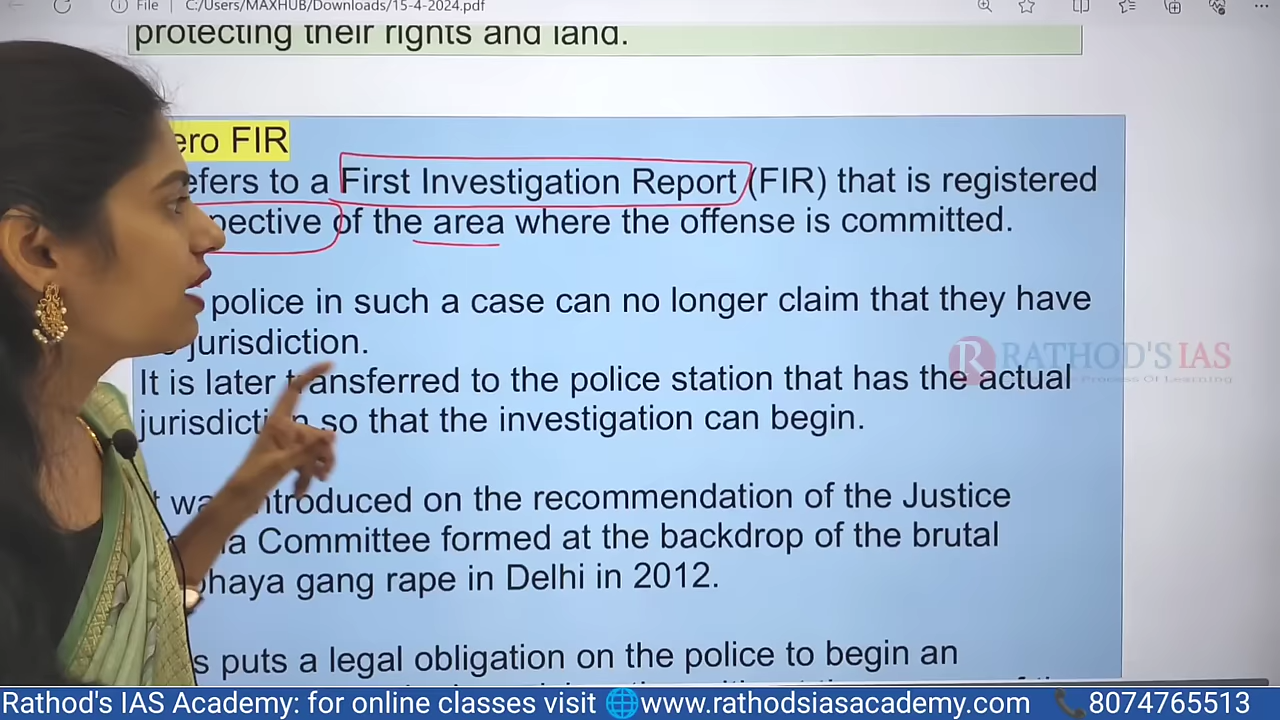 File C:/Users/MAXHUB/Downloads/15-4-2024.pdf
protecting their rights and land.
ero FIR
efers to a First Investigation Report (FIR) that is registered
pective of the area where the offense is committed.
police in such a case can no longer claim that they have
jurisdiction.
RATHOD'S IAS
Process Of Learning
It is later transferred to the police station that has the actual
jurisdiction so that the investigation can begin.
t was introduced on the recommendation of the Justice
a Committee formed at the backdrop of the brutal
bhaya gang rape in Delhi in 2012.
s puts a legal obligation on the police to begin an
Rathod's IAS Academy: for online classes visit www.rathodsiasacademy.com 8074765513